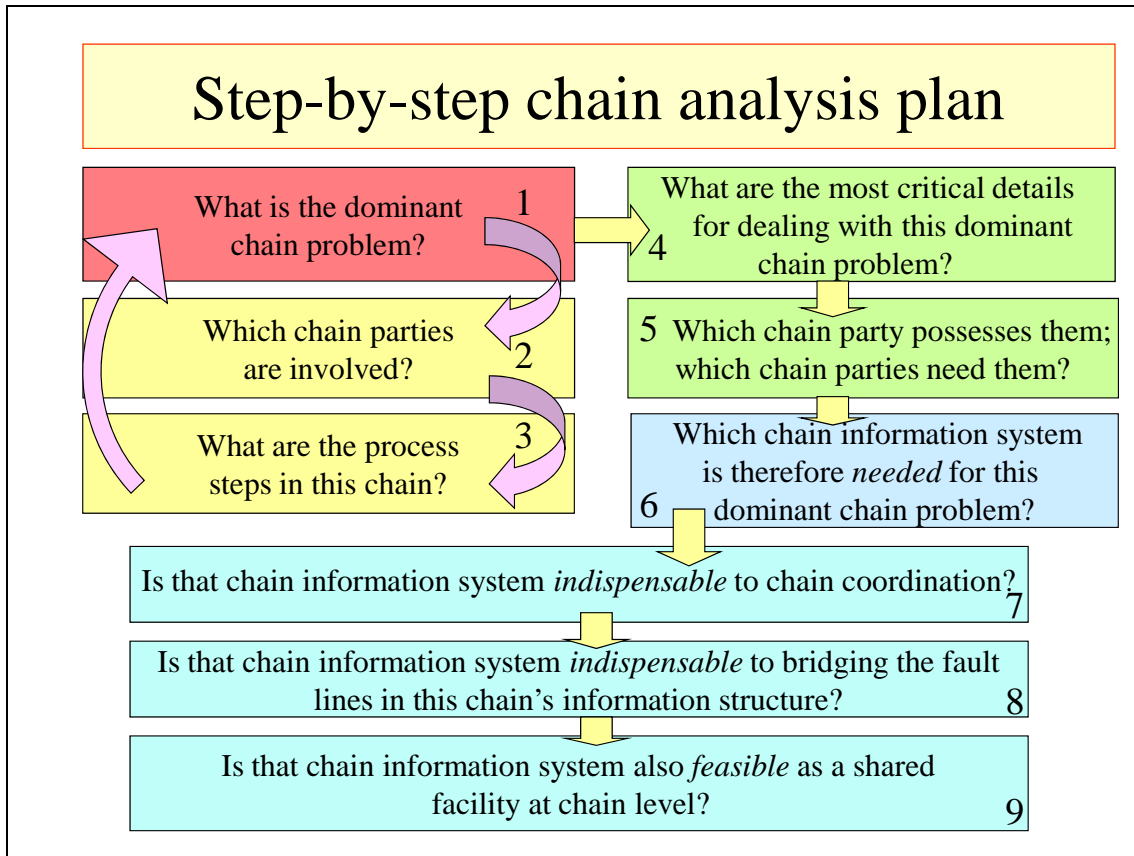 Step-by-step chain analysis plan
1
What is the dominant
chain problem?
2
Which chain parties
are involved?
3
What are the process
steps in this chain?
4
What are the most critical details
for dealing with this dominant
chain problem?
5
Which chain party possesses them;
which chain parties need them?
Which chain information system
is therefore needed for this
dominant chain problem?
6
Is that chain information system indispensable to chain coordination?
7
Is that chain information system indispensable to bridging the fault
lines in this chain’s information structure?
8
Is that chain information system also feasible as a shared
facility at chain level?
9